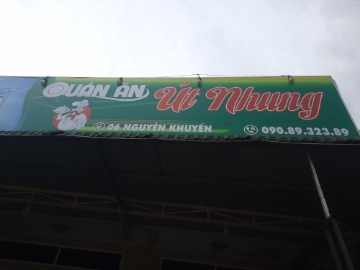 QUÁN ĂN Út Nhung
06 NGUYỄN KHUYẾN
090.89.323.89